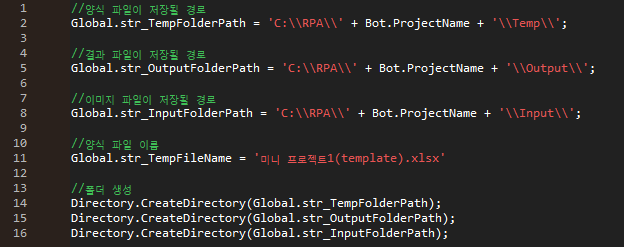 1 //양식 파일이 저장될 경로
2 Global.str_TempFolderPath = 'C:\\RPA\\' + Bot.ProjectName + '\\Temp\\';
3
4 //결과 파일이 저장될 경로
5 Global.str_OutputFolderPath = 'C:\\RPA\\' + Bot.ProjectName + '\\Output\\';
6
7 //이미지 파일이 저장될 경로
8 Global.str_InputFolderPath = 'C:\\RPA\\' + Bot.ProjectName + '\\Input\\';
9
10 //양식 파일 이름
11 Global.str_TempFileName = '미니 프로젝트1(template).xlsx'
12
13 //폴더 생성
14 Directory.CreateDirectory(Global.str_TempFolderPath);
15 Directory.CreateDirectory(Global.str_OutputFolderPath);
16 Directory.CreateDirectory(Global.str_InputFolderPath);